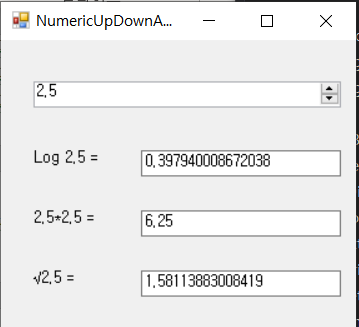 NumericUpDownA...
2.5
Log 2.5 = 0.397940008672038
2.5*2.5 = 6.25
√2.5 = 1.58113883008419